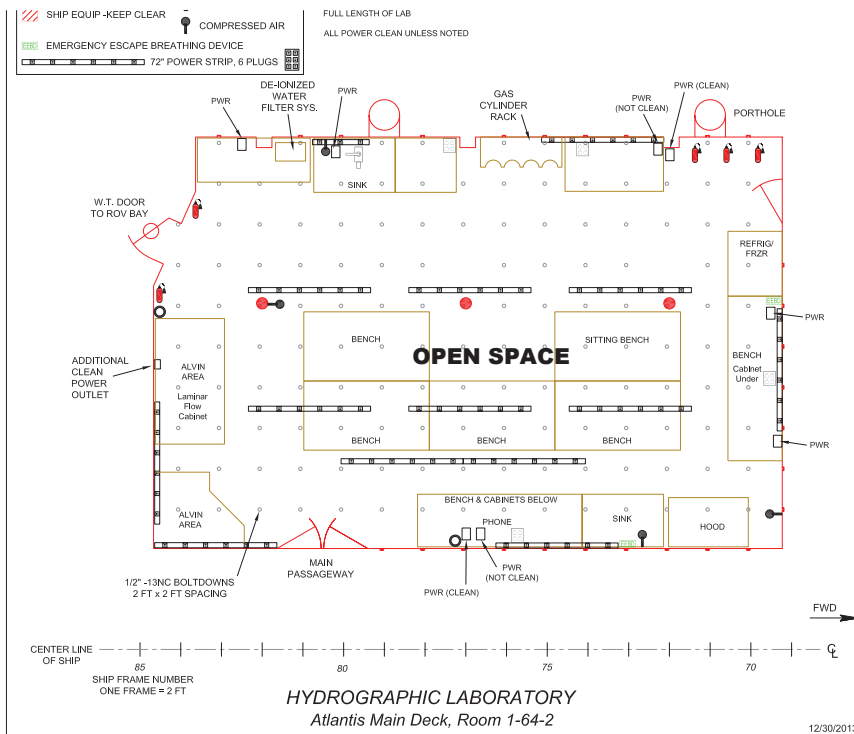 SHIP EQUIP -KEEP CLEAR
COMPRESSED AIR
FULL LENGTH OF LAB
ALL POWER CLEAN UNLESS NOTED
EEBD
EMERGENCY ESCAPE BREATHING DEVICE
72" POWER STRIP, 6 PLUGS
PWR
DE-IONIZED
WATER
FILTER SYS.
PWR
GAS
CYLINDER
RACK
PWR
(NOT CLEAN)
PWR (CLEAN)
PORTHOLE
SINK
W.T. DOOR
TO ROV BAY
REFRIG/
FRZR
EEBD
PWR
BENCH
SITTING BENCH
OPEN SPACE
BENCH
Cabinet
Under
ADDITIONAL
CLEAN
POWER
OUTLET
ALVIN
AREA
Laminar
Flow
Cabinet
BENCH
BENCH
BENCH
PWR
BENCH & CABINETS BELOW
PHONE
SINK
HOOD
ALVIN
AREA
EEBD
1/2" -13NC BOLTDOWNS
2 FT x 2 FT SPACING
MAIN
PASSAGEWAY
PWR (CLEAN)
PWR
(NOT CLEAN)
FWD
CENTER LINE
OF SHIP
85
80
75
70
SHIP FRAME NUMBER
ONE FRAME = 2 FT
HYDROGRAPHIC LABORATORY
Atlantis Main Deck, Room 1-64-2
12/30/2013